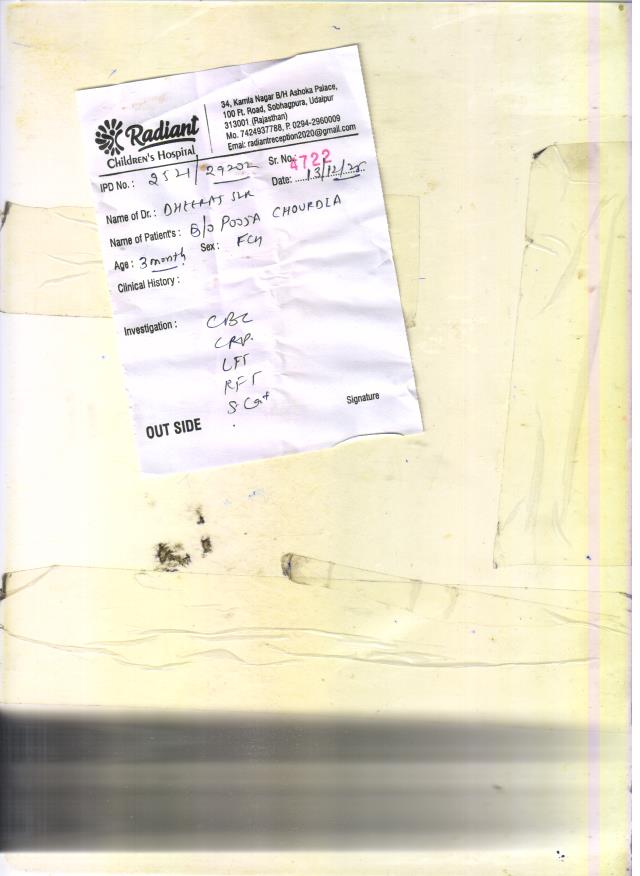 Radiant
Children's Hospital
34, Kamla Nagar B/H Ashoka Palace,
100 Ft. Road, Sobhagpura, Udaipur
313001 (Rajasthan)
Mo. 7424937788, P. 0294-2960009
Emai: radiantreception2020@gmail.com
IPD No. : 2521/29202 Sr. No. 4722
Date: 13/12/25
Name of Dr. : DHEERAJ SIR
Name of Patient's : B/O POOJA CHOURDIA
Age : 3 month Sex : FCH
Clinical History :
Investigation : CBC
CRP.
LFT
RFT
S Ca+
Signature
OUT SIDE